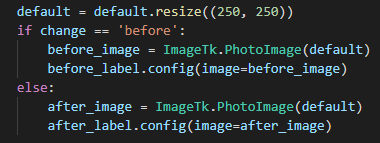 default = default.resize((250, 250))
if change == 'before':
    before_image = ImageTk.PhotoImage(default)
    before_label.config(image=before_image)
else:
    after_image = ImageTk.PhotoImage(default)
    after_label.config(image=after_image)